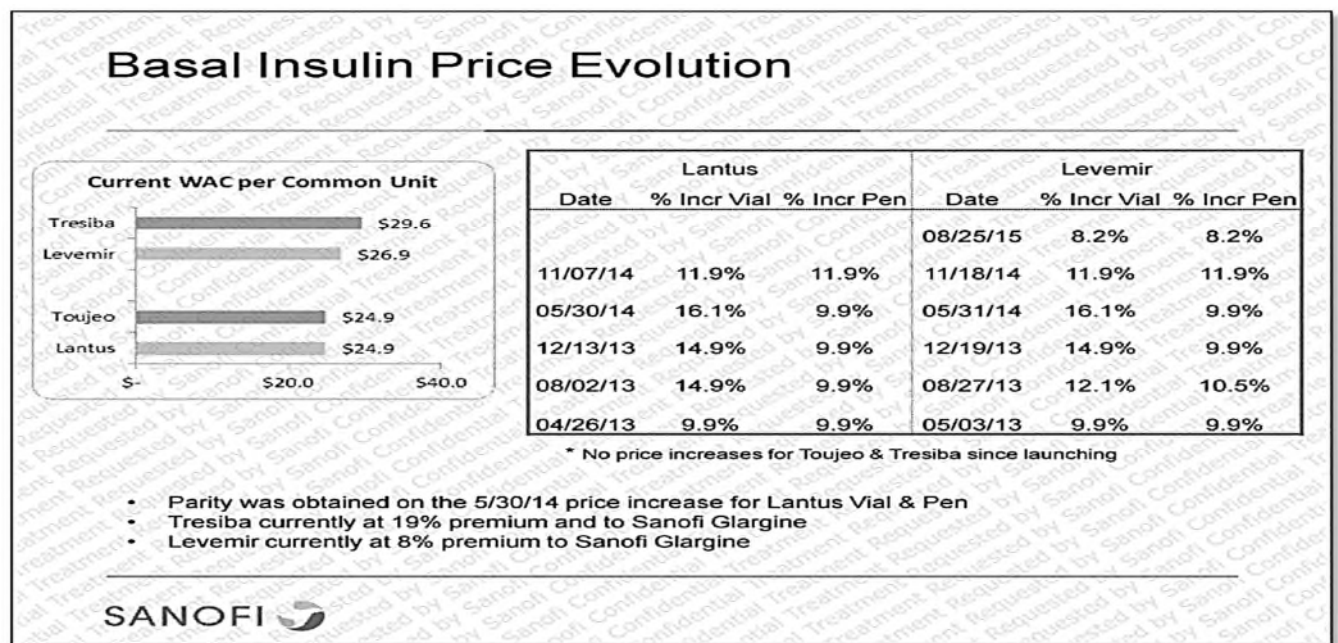 Basal Insulin Price Evolution
Current WAC per Common Unit
Tresiba $29.6
Levemir $26.9
Toujeo $24.9
Lantus $24.9
$- $20.0 $40.0
Lantus Levemir
Date % Incr Vial % Incr Pen Date % Incr Vial % Incr Pen
08/25/15 8.2% 8.2%
11/07/14 11.9% 11.9% 11/18/14 11.9% 11.9%
05/30/14 16.1% 9.9% 05/31/14 16.1% 9.9%
12/13/13 14.9% 9.9% 12/19/13 14.9% 9.9%
08/02/13 14.9% 9.9% 08/27/13 12.1% 10.5%
04/26/13 9.9% 9.9% 05/03/13 9.9% 9.9%
* No price increases for Toujeo & Tresiba since launching
• Parity was obtained on the 5/30/14 price increase for Lantus Vial & Pen
• Tresiba currently at 19% premium and to Sanofi Glargine
• Levemir currently at 8% premium to Sanofi Glargine
SANOFI
Confidential Treatment Requested by Sanofi